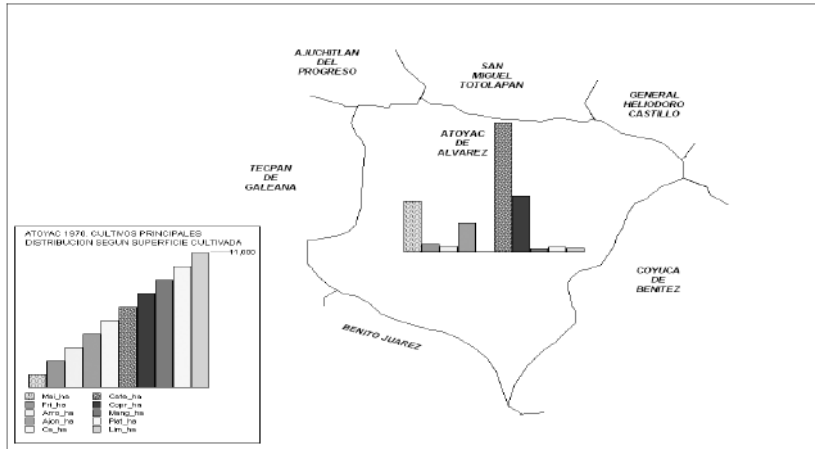 AJUCHITLAN
DEL
PROGRESO
SAN
MIGUEL
TOTOLAPAN
GENERAL
HELIODORO
CASTILLO
ATOYAC
DE
ALVAREZ
TECPAN
DE
GALEANA
COYUCA
DE
BENITEZ
BENITO JUAREZ
ATOYAC 1970. CULTIVOS PRINCIPALES
DISTRIBUCION SEGUN SUPERFICIE CULTIVADA
11,000
Mai_ha
Fri_ha
Arro_ha
Ajon_ha
Ca_ha
Cafe_ha
Copr_ha
Mang_ha
Plat_ha
Lim_ha